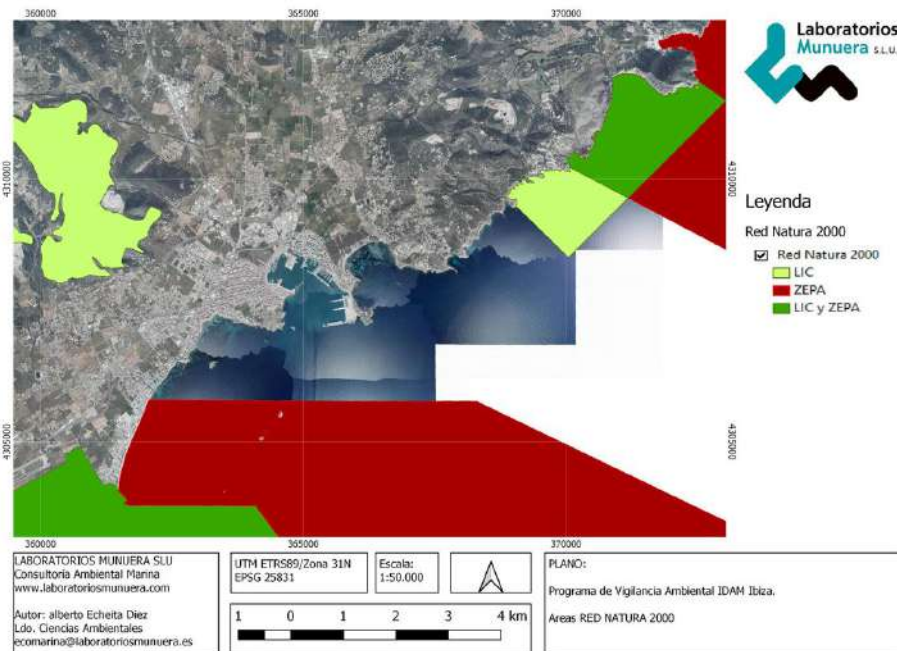 360000
365000
370000
Laboratorios
Munuera S.L.U.
4310000
4310000
Leyenda
Red Natura 2000
Red Natura 2000
LIC
ZEPA
LIC y ZEPA
4305000
4305000
360000
365000
370000
LABORATORIOS MUNUERA SLU
Consultoria Ambiental Marina
www.laboratoriosmunuera.com
Autor: alberto Echeita Diez
Ldo. Ciencias Ambientales
ecomarina@laboratoriosmunuera.es
UTM ETRS89/Zona 31N
EPSG 25831
Escala:
1:50.000
1 0 1 2 3 4 km
PLANO:
Programa de Vigilancia Ambiental IDAM Ibiza.
Areas RED NATURA 2000